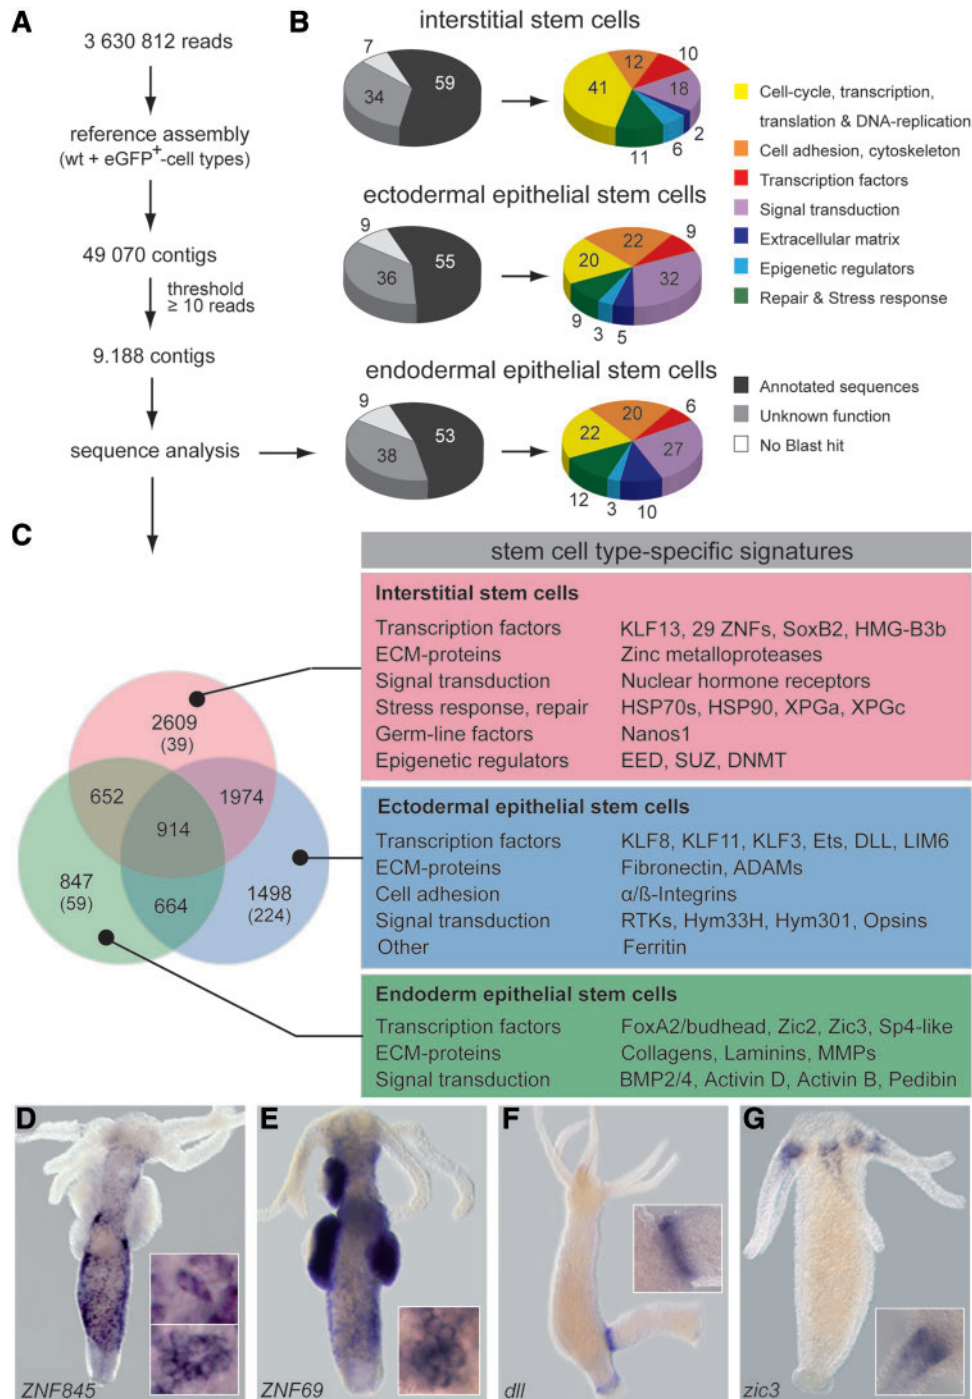 A
3 630 812 reads
reference assembly
(wt + eGFP+-cell types)
49 070 contigs
threshold
≥ 10 reads
9.188 contigs
sequence analysis
B
interstitial stem cells
7
59
34
12
10
41
18
2
6
11
ectodermal epithelial stem cells
9
55
36
22
9
20
32
9
3
5
endodermal epithelial stem cells
9
53
38
20
6
22
27
12
3
10
Cell-cycle, transcription,
translation & DNA-replication
Cell adhesion, cytoskeleton
Transcription factors
Signal transduction
Extracellular matrix
Epigenetic regulators
Repair & Stress response
Annotated sequences
Unknown function
No Blast hit
C
2609
(39)
652
1974
914
847
(59)
664
1498
(224)
stem cell type-specific signatures
Interstitial stem cells
Transcription factors KLF13, 29 ZNFs, SoxB2, HMG-B3b
ECM-proteins Zinc metalloproteases
Signal transduction Nuclear hormone receptors
Stress response, repair HSP70s, HSP90, XPGa, XPGc
Germ-line factors Nanos1
Epigenetic regulators EED, SUZ, DNMT
Ectodermal epithelial stem cells
Transcription factors KLF8, KLF11, KLF3, Ets, DLL, LIM6
ECM-proteins Fibronectin, ADAMs
Cell adhesion α/ß-Integrins
Signal transduction RTKs, Hym33H, Hym301, Opsins
Other Ferritin
Endoderm epithelial stem cells
Transcription factors FoxA2/budhead, Zic2, Zic3, Sp4-like
ECM-proteins Collagens, Laminins, MMPs
Signal transduction BMP2/4, Activin D, Activin B, Pedibin
D
ZNF845
E
ZNF69
F
dll
G
zic3